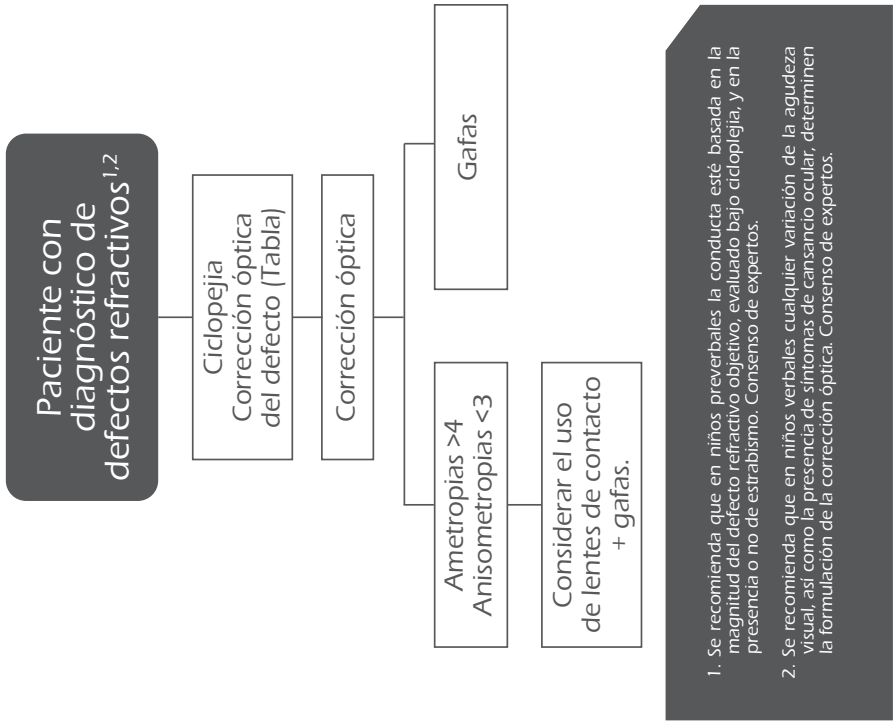 Paciente con
diagnóstico de
defectos refractivos1,2
Ciclopejia
Corrección óptica
del defecto (Tabla)
Corrección óptica
Ametropias >4
Anisometropias <3
Gafas
Considerar el uso
de lentes de contacto
+ gafas.
1. Se recomienda que en niños preverbales la conducta esté basada en la
magnitud del defecto refractivo objetivo, evaluado bajo cicloplejia, y en la
presencia o no de estrabismo. Consenso de expertos.
2. Se recomienda que en niños verbales cualquier variación de la agudeza
visual, así como la presencia de síntomas de cansancio ocular, determinen
la formulación de la corrección óptica. Consenso de expertos.